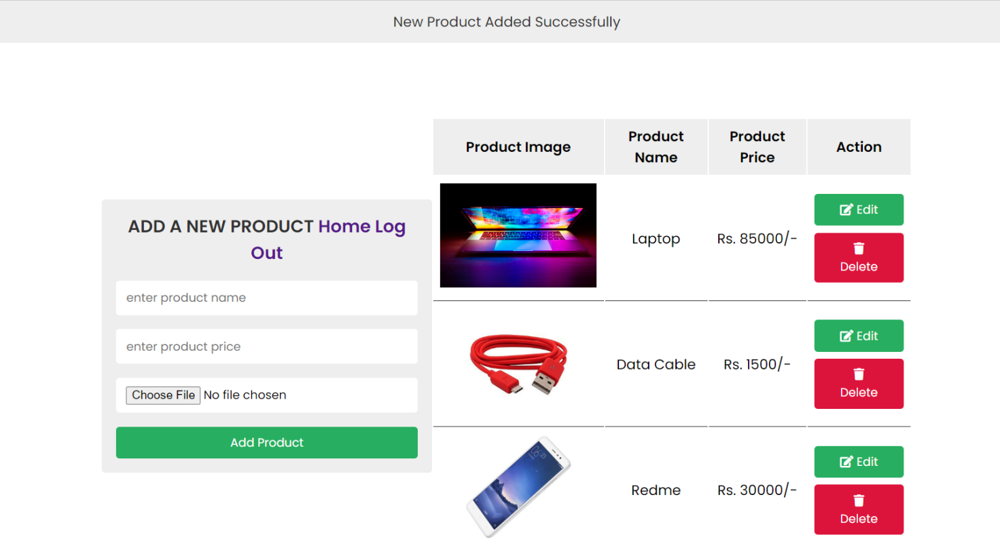 New Product Added Successfully
Product Image
Product
Name
Product
Price
Action
ADD A NEW PRODUCT Home Log
Out
enter product name
enter product price
Choose File No file chosen
Add Product
Laptop
Rs. 85000/-
Edit
Delete
Data Cable
Rs. 1500/-
Edit
Delete
06:23
Redme
Rs. 30000/-
Edit
Delete